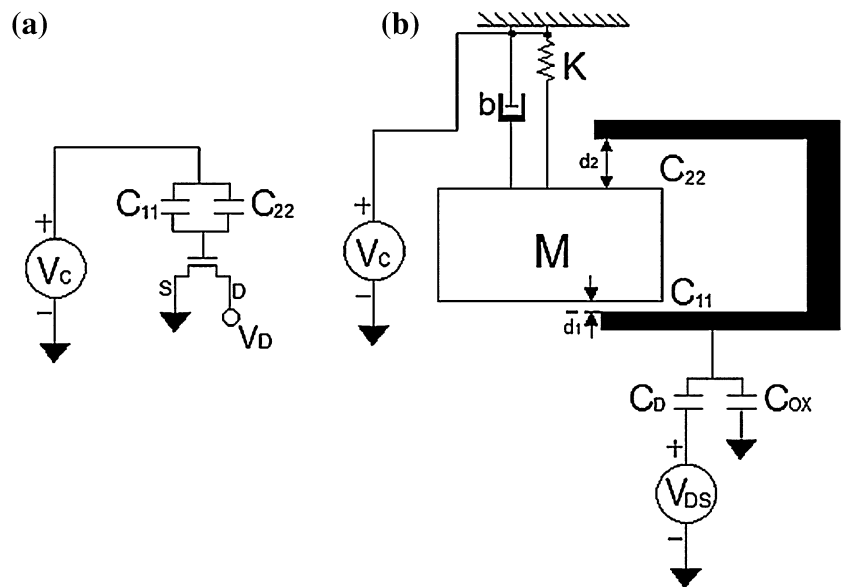 (a)
C11
C22
+
VC
−
S
D
VD
(b)
K
b
d2
C22
+
VC
−
M
C11
d1
CD
COX
+
VDS
−